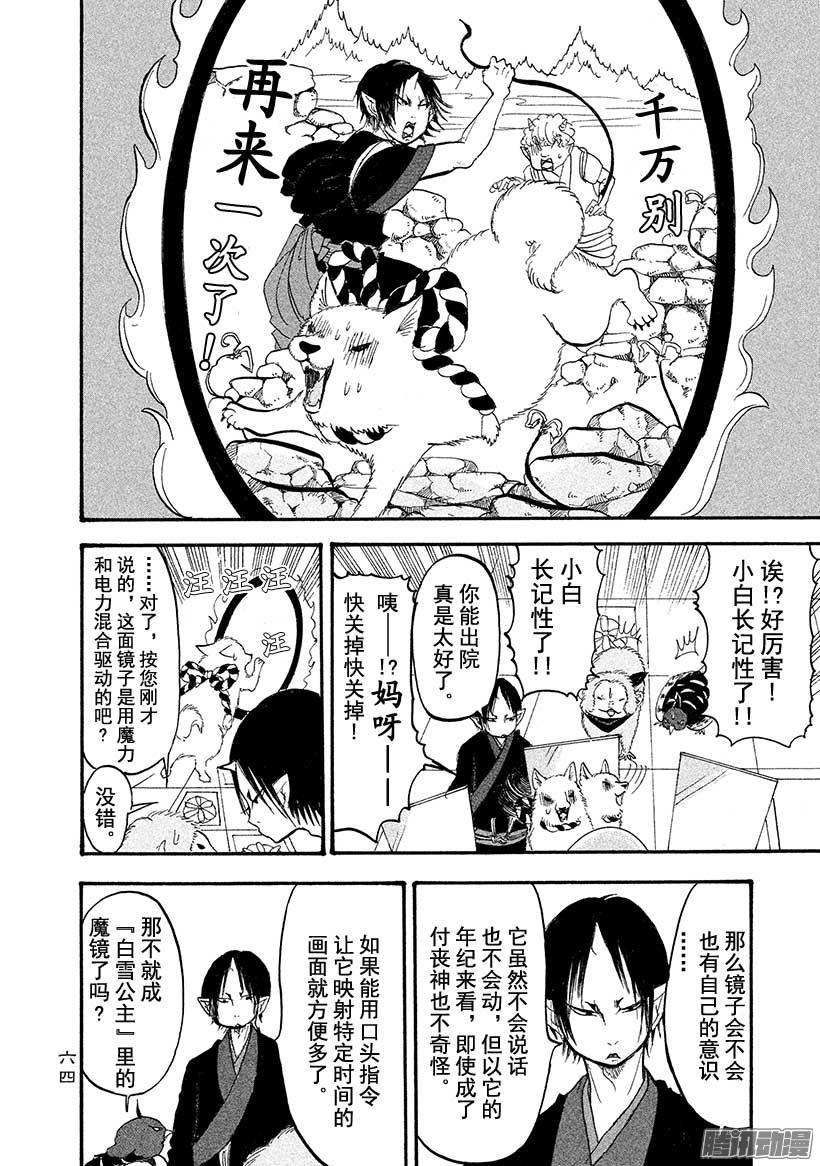 千万别
再来一次了！
诶!?好厉害！
小白长记性了!!
小白
长记性了!!
你能出院
真是太好了。
咦——!?妈呀——
快关掉快关掉！
汪
汪
汪
汪
……对了，按您刚才
说的，这面镜子是用魔力
和电力混合驱动的吧？
没错。
那么镜子会不会
也有自己的意识
……
它虽然不会说话
也不会动，但以它的
年纪来看，即使成了
付丧神也不奇怪。
如果能用口头指令
让它映射特定时间的
画面就方便多了。
那不就成
『白雪公主』里的
魔镜了吗？
六四
腾讯动漫